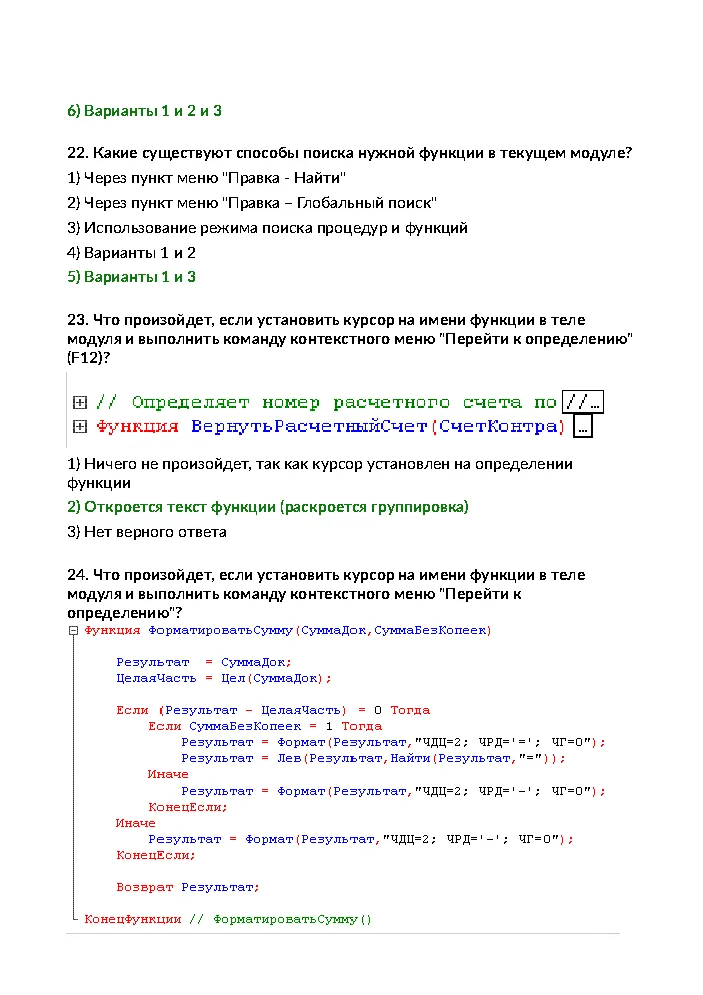 6) Варианты 1 и 2 и 3
22. Какие существуют способы поиска нужной функции в текущем модуле?
1) Через пункт меню "Правка - Найти"
2) Через пункт меню "Правка – Глобальный поиск"
3) Использование режима поиска процедур и функций
4) Варианты 1 и 2
5) Варианты 1 и 3
23. Что произойдет, если установить курсор на имени функции в теле
модуля и выполнить команду контекстного меню "Перейти к определению"
(F12)?
// Определяет номер расчетного счета по //…
Функция ВернутьРасчетныйСчет(СчетКонтра) …
1) Ничего не произойдет, так как курсор установлен на определении
функции
2) Откроется текст функции (раскроется группировка)
3) Нет верного ответа
24. Что произойдет, если установить курсор на имени функции в теле
модуля и выполнить команду контекстного меню "Перейти к
определению"?
Функция ФорматироватьСумму(СуммаДок,СуммаБезКопеек)
Результат = СуммаДок;
ЦелаяЧасть = Цел(СуммаДок);
Если (Результат - ЦелаяЧасть) = 0 Тогда
Если СуммаБезКопеек = 1 Тогда
Результат = Формат(Результат,"ЧДЦ=2; ЧРД='='; ЧГ=0");
Результат = Лев(Результат,Найти(Результат,"="));
Иначе
Результат = Формат(Результат,"ЧДЦ=2; ЧРД='-'; ЧГ=0");
КонецЕсли;
Иначе
Результат = Формат(Результат,"ЧДЦ=2; ЧРД='-'; ЧГ=0");
КонецЕсли;
Возврат Результат;
КонецФункции // ФорматироватьСумму()